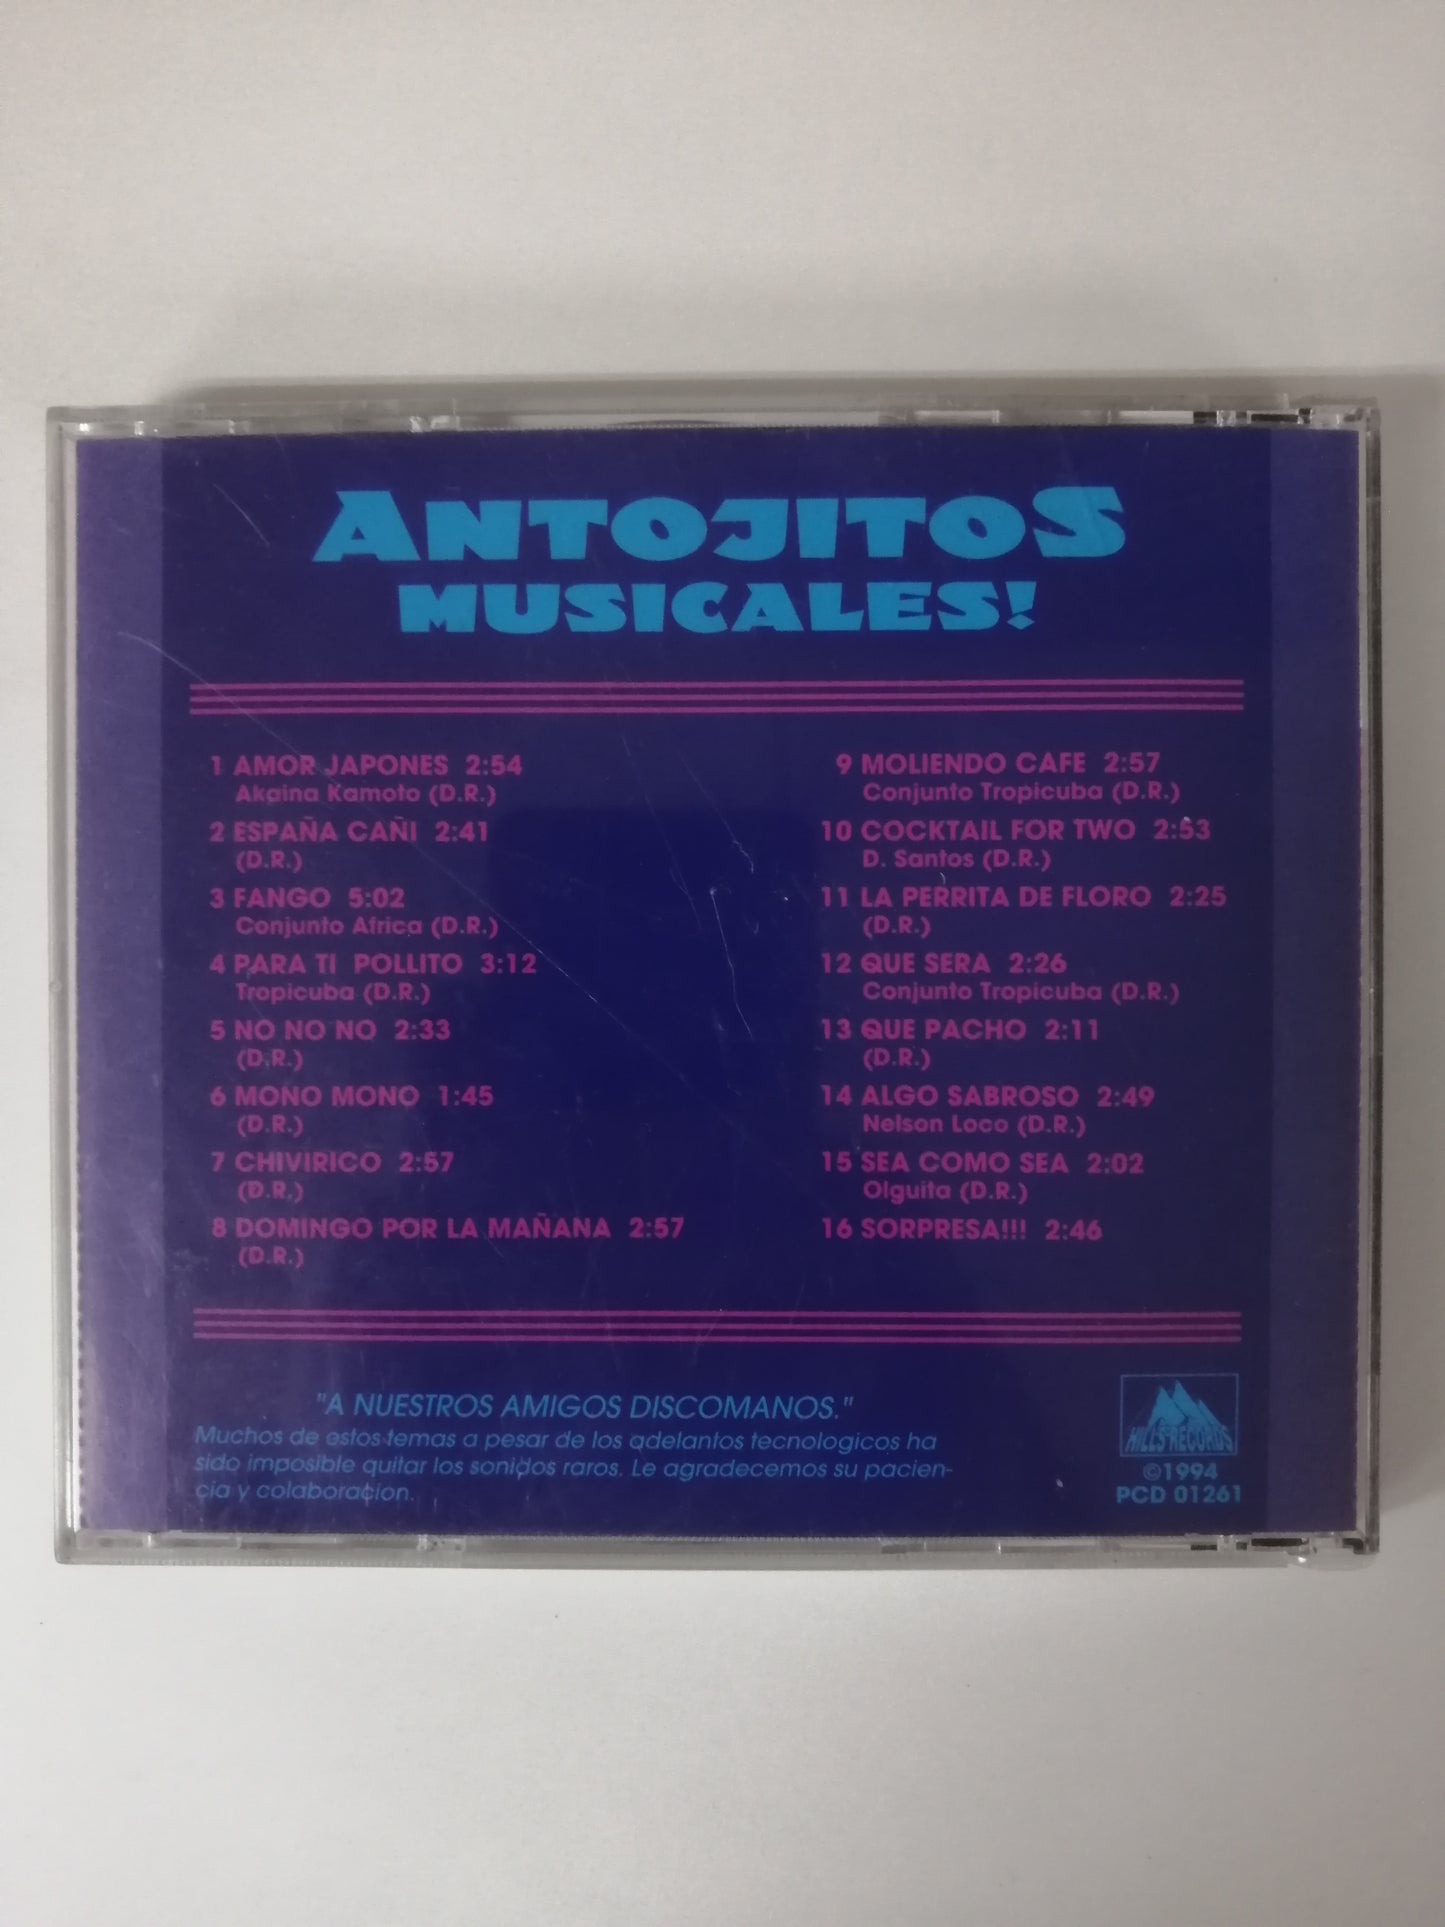 ANTOJITOS
MUSICALES!
1 AMOR JAPONES 2:54
Akaina Kamoto (D.R.)
2 ESPAÑA CAÑI 2:41
(D.R.)
3 FANGO 5:02
Conjunto Africa (D.R.)
4 PARA TI POLLITO 3:12
Tropicuba (D.R.)
5 NO NO NO 2:33
(D.R.)
6 MONO MONO 1:45
(D.R.)
7 CHIVIRICO 2:57
(D.R.)
8 DOMINGO POR LA MAÑANA 2:57
(D.R.)
9 MOLIENDO CAFE 2:57
Conjunto Tropicuba (D.R.)
10 COCKTAIL FOR TWO 2:53
D. Santos (D.R.)
11 LA PERRITA DE FLORO 2:25
(D.R.)
12 QUE SERA 2:26
Conjunto Tropicuba (D.R.)
13 QUE PACHO 2:11
(D.R.)
14 ALGO SABROSO 2:49
Nelson Loco (D.R.)
15 SEA COMO SEA 2:02
Olguita (D.R.)
16 SORPRESA!!! 2:46
"A NUESTROS AMIGOS DISCOMANOS."
Muchos de estos temas a pesar de los adelantos tecnologicos ha
sido imposible quitar los sonidos raros. Le agradecemos su pacien-
cia y colaboracion.
HILLS RECORDS
©1994
PCD 01261